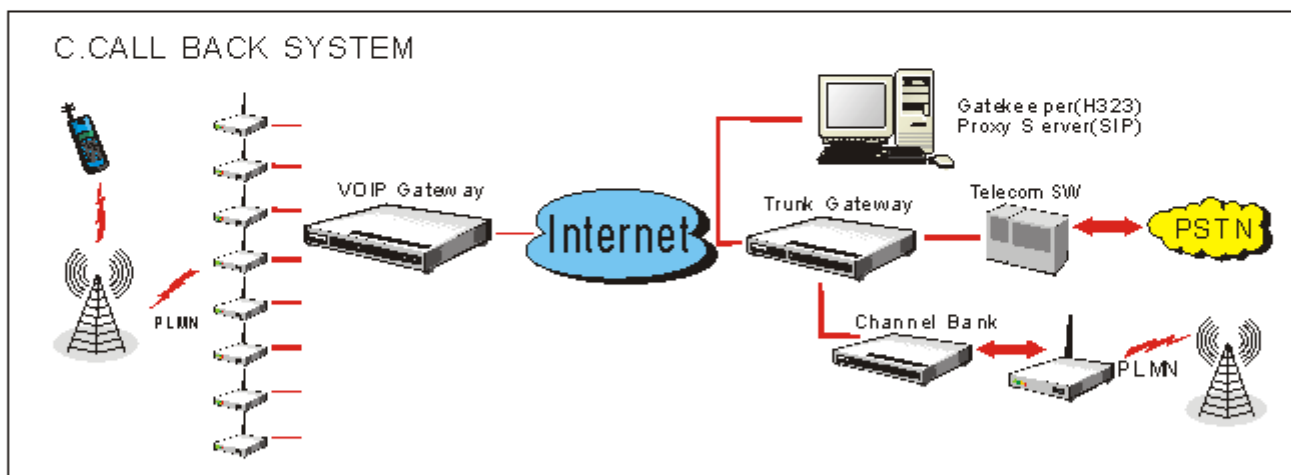 C.CALL BACK SYSTEM
Gatekeeper(H323)
Proxy Server(SIP)
VOIP Gateway
Trunk Gateway
Telecom SW
Internet
PSTN
PLMN
Channel Bank
PLMN